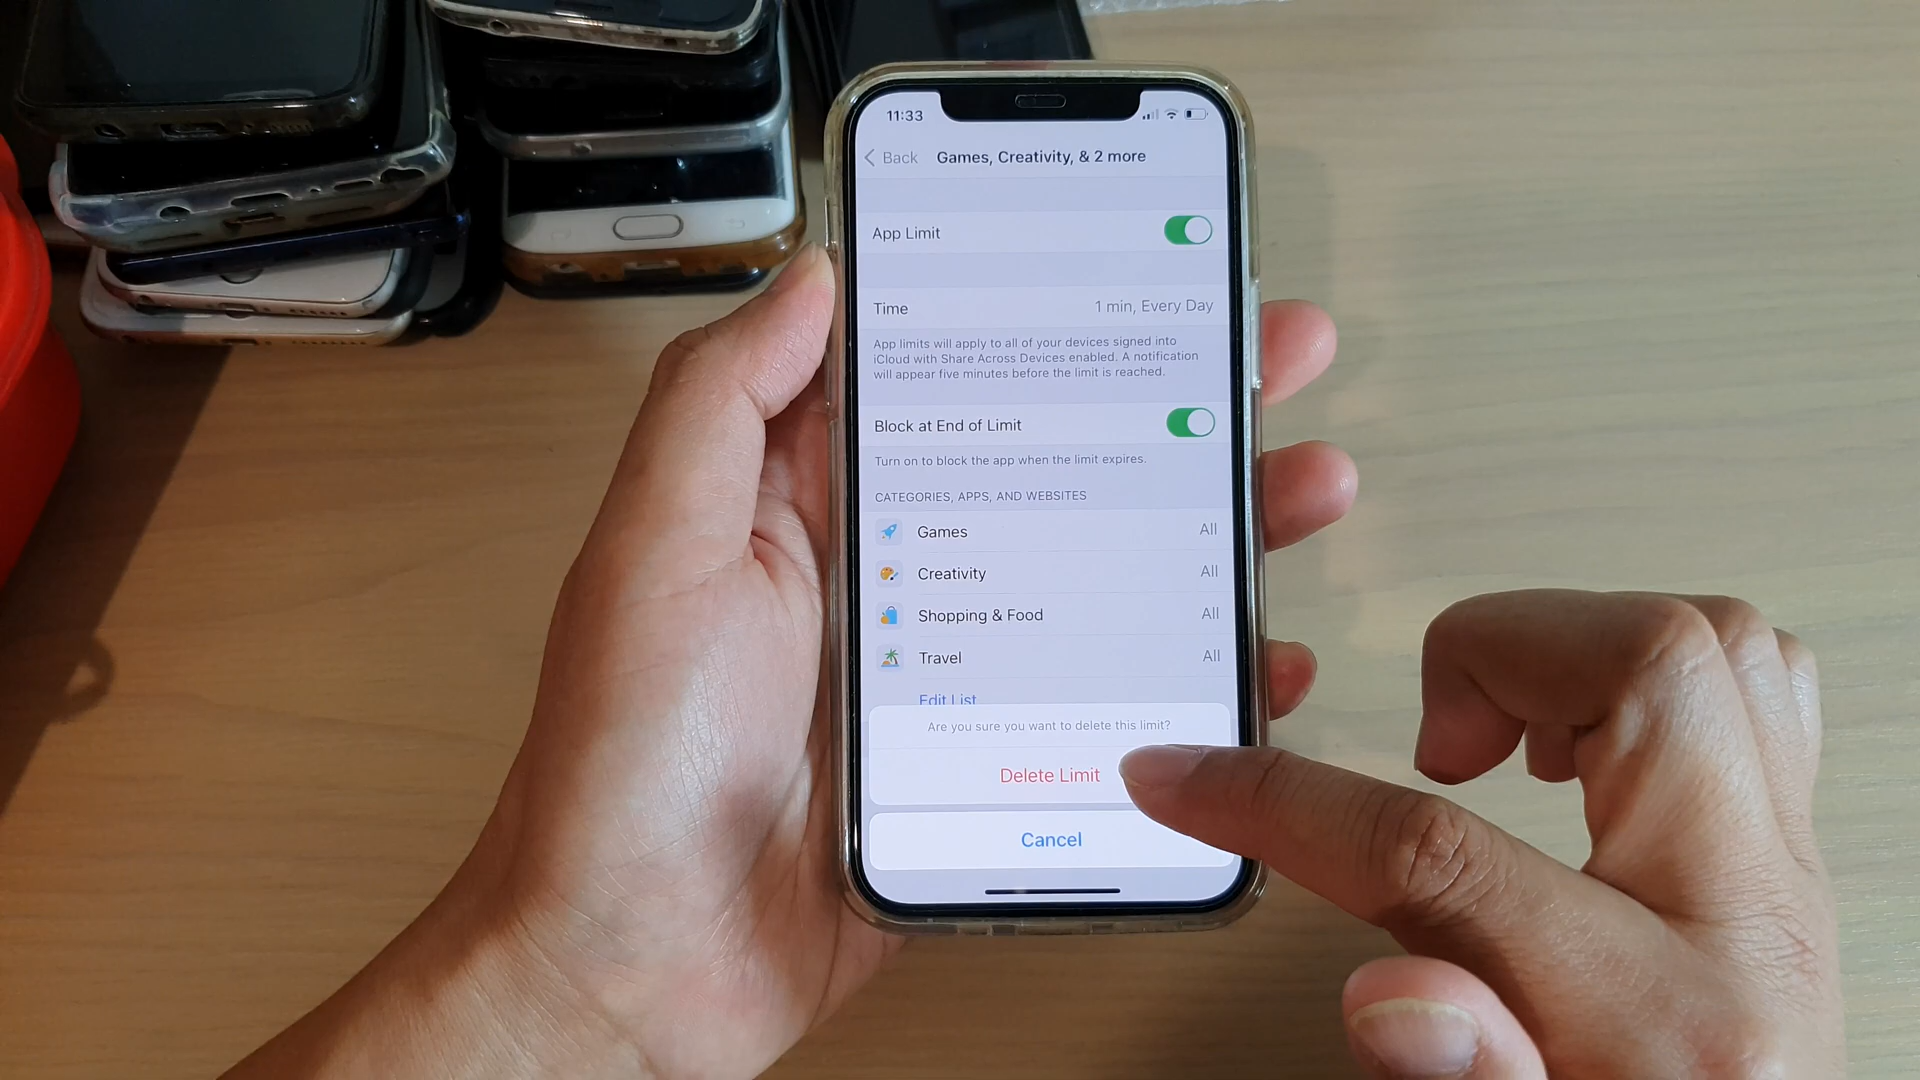 11:33
Back Games, Creativity, & 2 more
App Limit
Time 1 min, Every Day
App limits will apply to all of your devices signed into
iCloud with Share Across Devices enabled. A notification
will appear five minutes before the limit is reached.
Block at End of Limit
Turn on to block the app when the limit expires.
CATEGORIES, APPS, AND WEBSITES
Games All
Creativity All
Shopping & Food All
Travel All
Edit List
Are you sure you want to delete this limit?
Delete Limit
Cancel